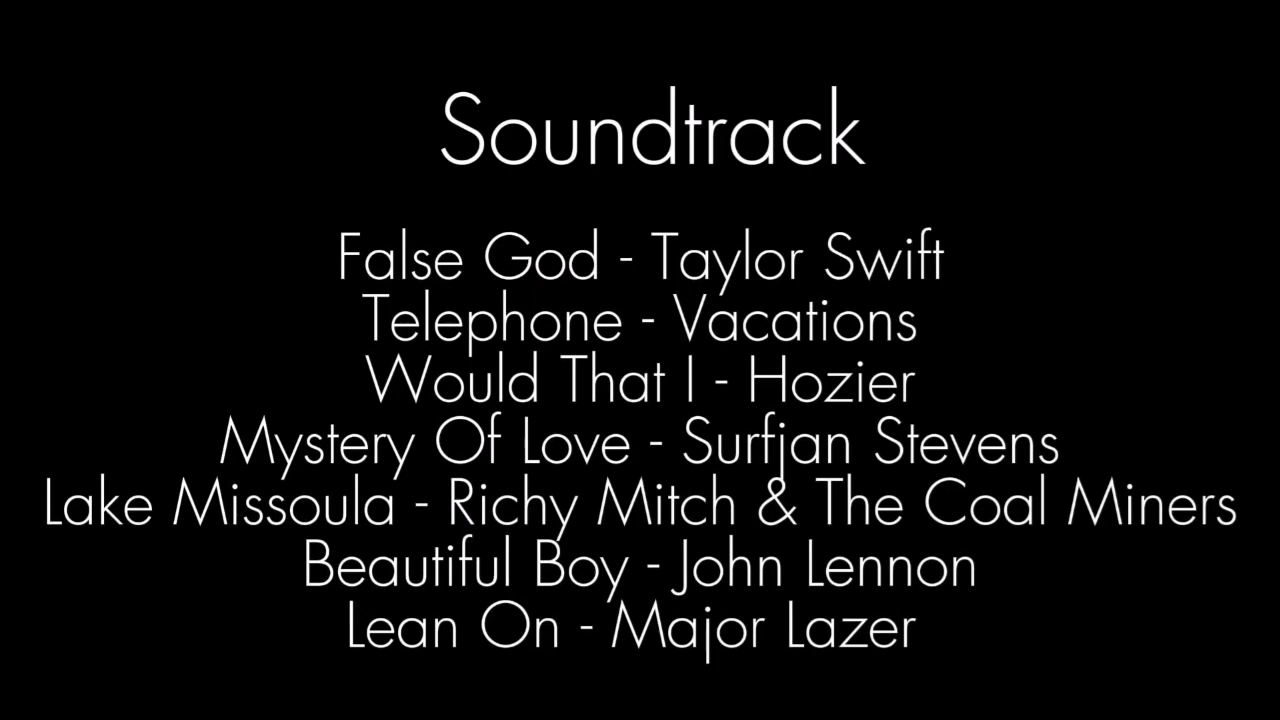 Soundtrack
False God - Taylor Swift
Telephone - Vacations
Would That I - Hozier
Mystery Of Love - Surfjan Stevens
Lake Missoula - Richy Mitch & The Coal Miners
Beautiful Boy - John Lennon
Lean On - Major Lazer